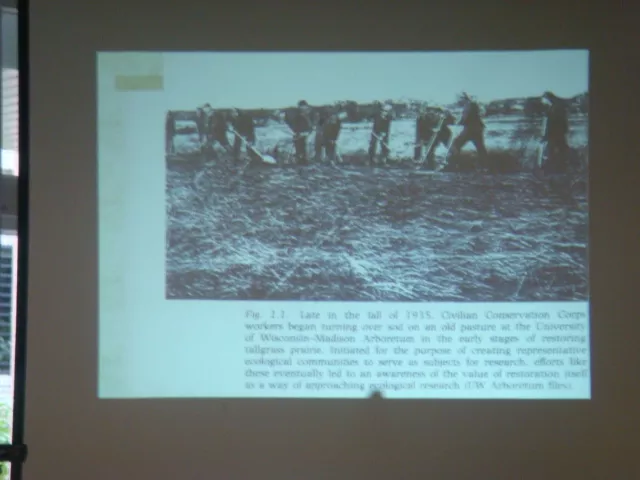 Fig. 2.1. Late in the fall of 1935, Civilian Conservation Corps
workers began turning over sod on an old pasture at the University
of Wisconsin–Madison Arboretum in the early stages of restoring
tallgrass prairie. Initiated for the purpose of creating representative
ecological communities to serve as subjects for research, efforts like
these eventually led to an awareness of the value of restoration itself
as a way of approaching ecological research (UW Arboretum files).